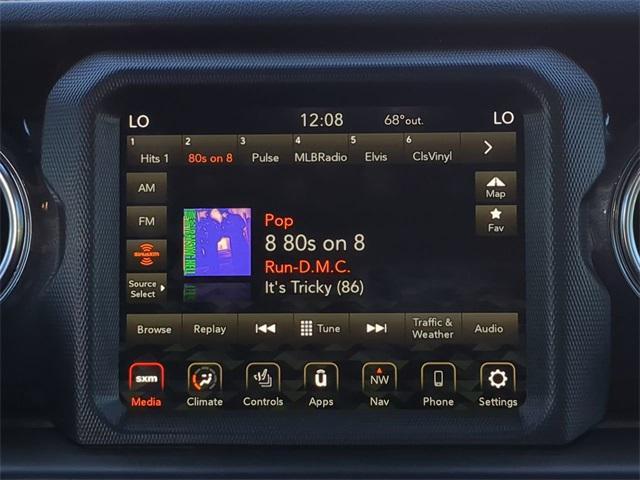 LO 12:08 68°out. LO
1 2 3 4 5 6
Hits 1 80s on 8 Pulse MLBRadio Elvis ClsVinyl
AM
Map
FM
Fav
Pop
8 80s on 8
siriusxm
Run-D.M.C.
Source
Select
It's Tricky (86)
Browse Replay Tune Traffic &
Weather Audio
sxm ü NW
Media Climate Controls Apps Nav Phone Settings